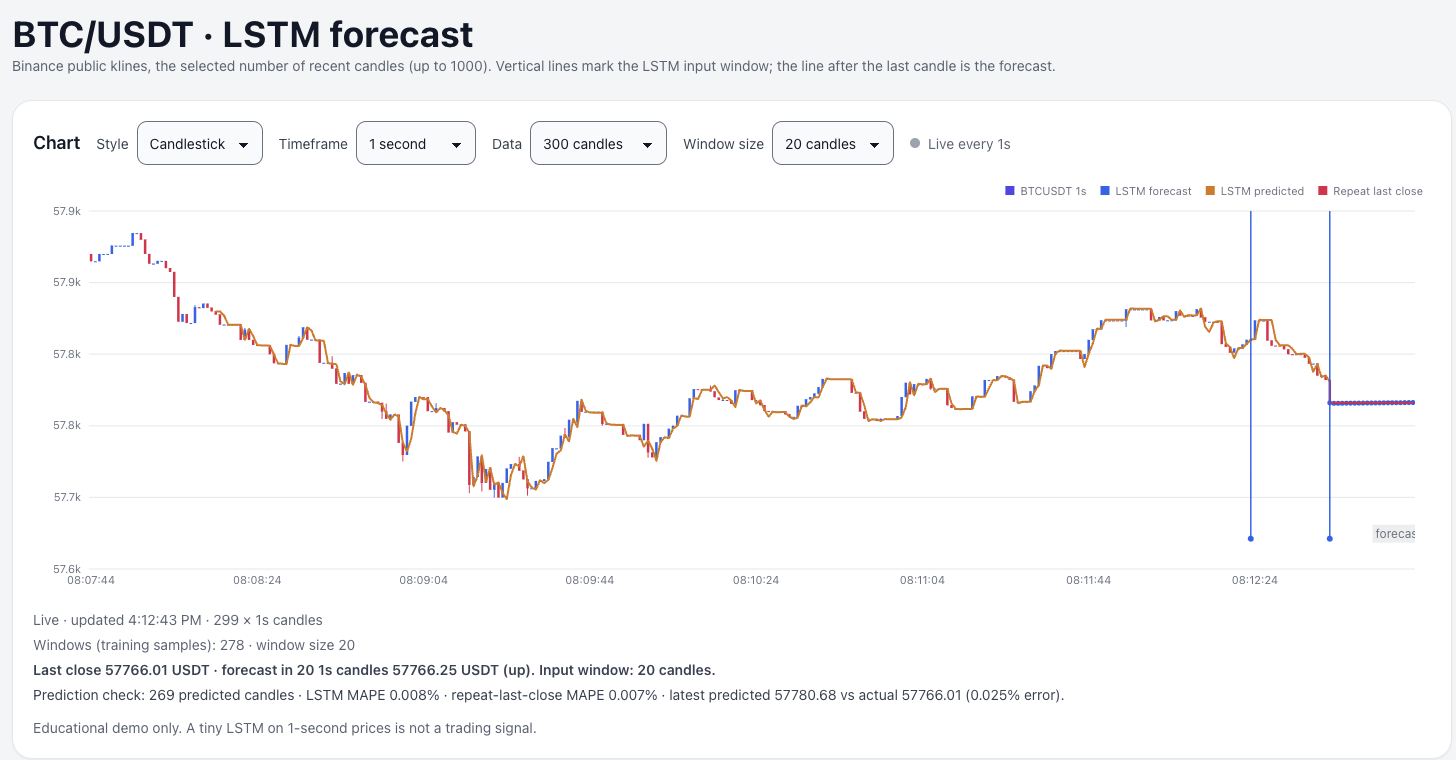 BTC/USDT · LSTM forecast
Binance public klines, the selected number of recent candles (up to 1000). Vertical lines mark the LSTM input window; the line after the last candle is the forecast.
Chart Style Candlestick Timeframe 1 second Data 300 candles Window size 20 candles Live every 1s
BTCUSDT 1s LSTM forecast LSTM predicted Repeat last close
57.9k
57.9k
57.8k
57.8k
57.7k
forecas
57.6k
08:07:44 08:08:24 08:09:04 08:09:44 08:10:24 08:11:04 08:11:44 08:12:24
Live · updated 4:12:43 PM · 299 × 1s candles
Windows (training samples): 278 · window size 20
Last close 57766.01 USDT · forecast in 20 1s candles 57766.25 USDT (up). Input window: 20 candles.
Prediction check: 269 predicted candles · LSTM MAPE 0.008% · repeat-last-close MAPE 0.007% · latest predicted 57780.68 vs actual 57766.01 (0.025% error).
Educational demo only. A tiny LSTM on 1-second prices is not a trading signal.